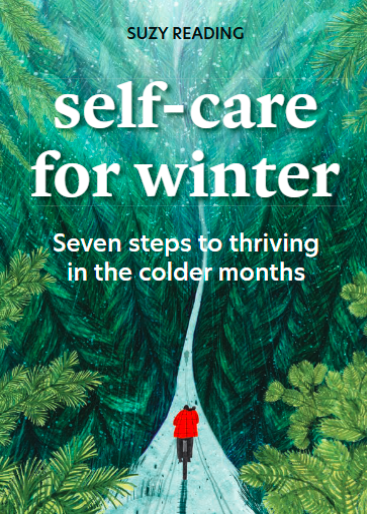 SUZY READING
self-care
for winter
Seven steps to thriving
in the colder months